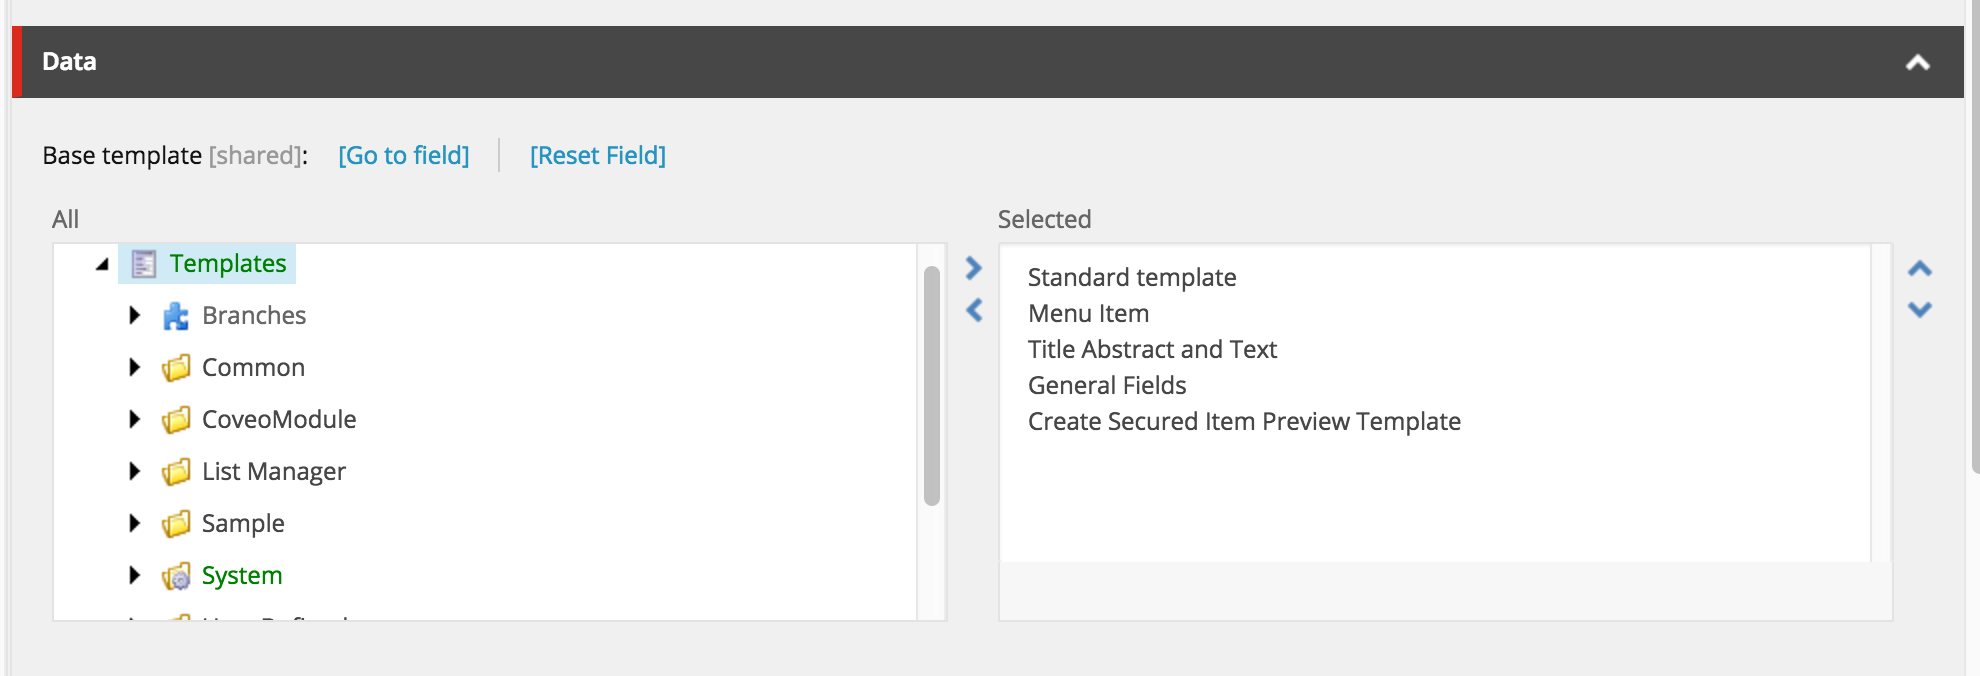 Data
Base template [shared]: [Go to field] [Reset Field]
All
Templates
Branches
Common
CoveoModule
List Manager
Sample
System
Selected
Standard template
Menu Item
Title Abstract and Text
General Fields
Create Secured Item Preview Template